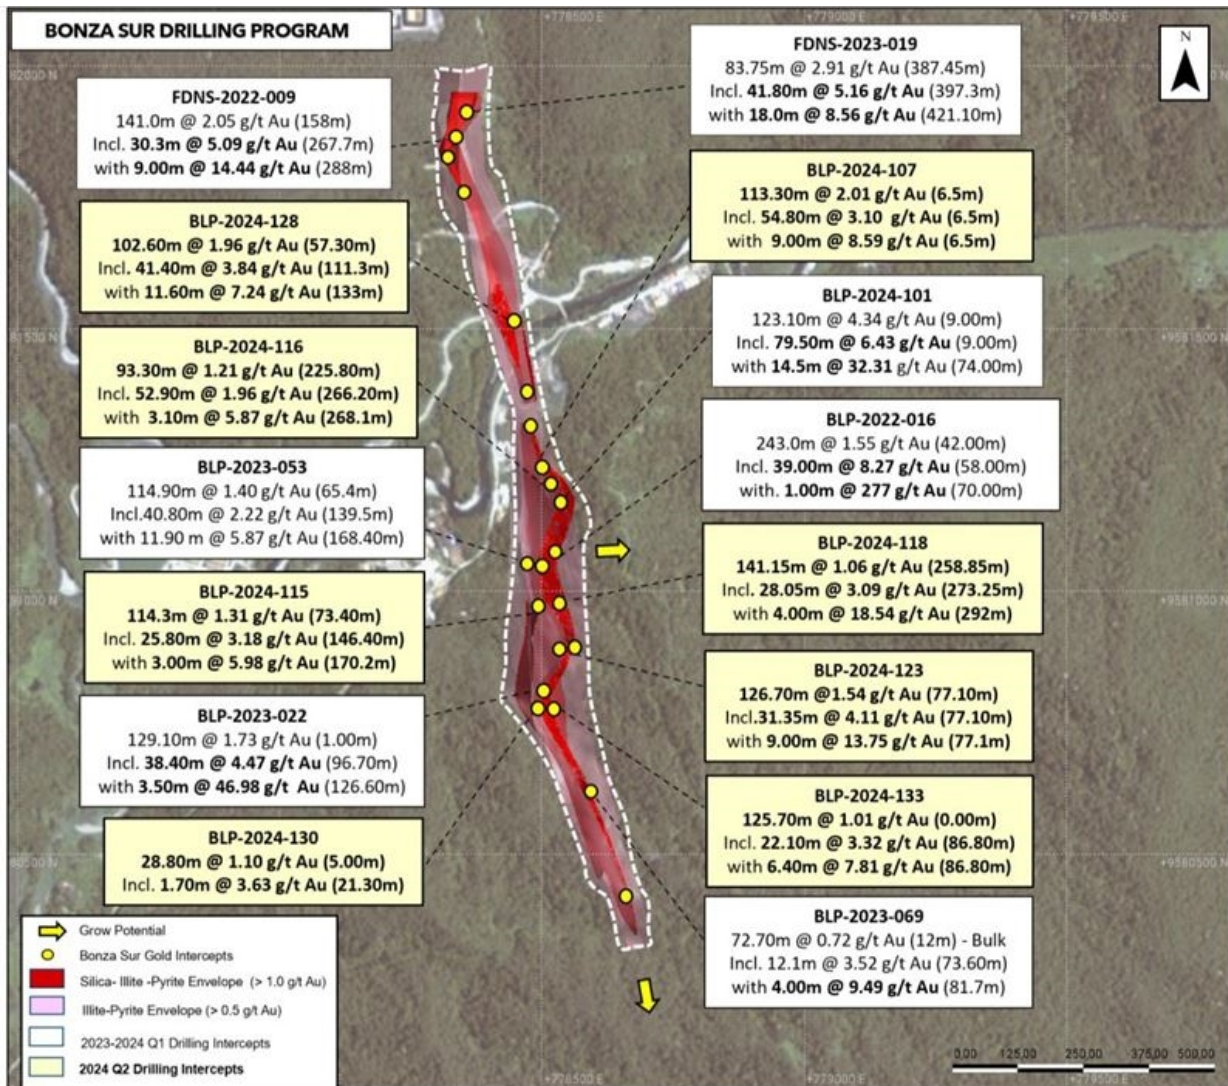 BONZA SUR DRILLING PROGRAM
+778500 E
+779000 E
+779500 E
N
82000 N
FDNS-2022-009
141.0m @ 2.05 g/t Au (158m)
Incl. 30.3m @ 5.09 g/t Au (267.7m)
with 9.00m @ 14.44 g/t Au (288m)
FDNS-2023-019
83.75m @ 2.91 g/t Au (387.45m)
Incl. 41.80m @ 5.16 g/t Au (397.3m)
with 18.0m @ 8.56 g/t Au (421.10m)
BLP-2024-107
113.30m @ 2.01 g/t Au (6.5m)
Incl. 54.80m @ 3.10 g/t Au (6.5m)
with 9.00m @ 8.59 g/t Au (6.5m)
BLP-2024-128
102.60m @ 1.96 g/t Au (57.30m)
Incl. 41.40m @ 3.84 g/t Au (111.3m)
with 11.60m @ 7.24 g/t Au (133m)
BLP-2024-101
123.10m @ 4.34 g/t Au (9.00m)
Incl. 79.50m @ 6.43 g/t Au (9.00m)
with 14.5m @ 32.31 g/t Au (74.00m)
81500 N
+9581500 N
BLP-2024-116
93.30m @ 1.21 g/t Au (225.80m)
Incl. 52.90m @ 1.96 g/t Au (266.20m)
with 3.10m @ 5.87 g/t Au (268.1m)
BLP-2022-016
243.0m @ 1.55 g/t Au (42.00m)
Incl. 39.00m @ 8.27 g/t Au (58.00m)
with. 1.00m @ 277 g/t Au (70.00m)
BLP-2023-053
114.90m @ 1.40 g/t Au (65.4m)
Incl.40.80m @ 2.22 g/t Au (139.5m)
with 11.90 m @ 5.87 g/t Au (168.40m)
BLP-2024-118
141.15m @ 1.06 g/t Au (258.85m)
Incl. 28.05m @ 3.09 g/t Au (273.25m)
with 4.00m @ 18.54 g/t Au (292m)
81000 N
+9581000 N
BLP-2024-115
114.3m @ 1.31 g/t Au (73.40m)
Incl. 25.80m @ 3.18 g/t Au (146.40m)
with 3.00m @ 5.98 g/t Au (170.2m)
BLP-2024-123
126.70m @1.54 g/t Au (77.10m)
Incl.31.35m @ 4.11 g/t Au (77.10m)
with 9.00m @ 13.75 g/t Au (77.1m)
BLP-2023-022
129.10m @ 1.73 g/t Au (1.00m)
Incl. 38.40m @ 4.47 g/t Au (96.70m)
with 3.50m @ 46.98 g/t Au (126.60m)
BLP-2024-133
125.70m @ 1.01 g/t Au (0.00m)
Incl. 22.10m @ 3.32 g/t Au (86.80m)
with 6.40m @ 7.81 g/t Au (86.80m)
BLP-2024-130
28.80m @ 1.10 g/t Au (5.00m)
Incl. 1.70m @ 3.63 g/t Au (21.30m)
80500 N
+9580500 N
BLP-2023-069
72.70m @ 0.72 g/t Au (12m) - Bulk
Incl. 12.1m @ 3.52 g/t Au (73.60m)
with 4.00m @ 9.49 g/t Au (81.7m)
Grow Potential
Bonza Sur Gold Intercepts
Silica- Illite -Pyrite Envelope (> 1.0 g/t Au)
Illite-Pyrite Envelope (> 0.5 g/t Au)
2023-2024 Q1 Drilling Intercepts
2024 Q2 Drilling Intercepts
0,00 125,00 250,00 375,00 500,00
+778500 E
+779000 E
+779500 E